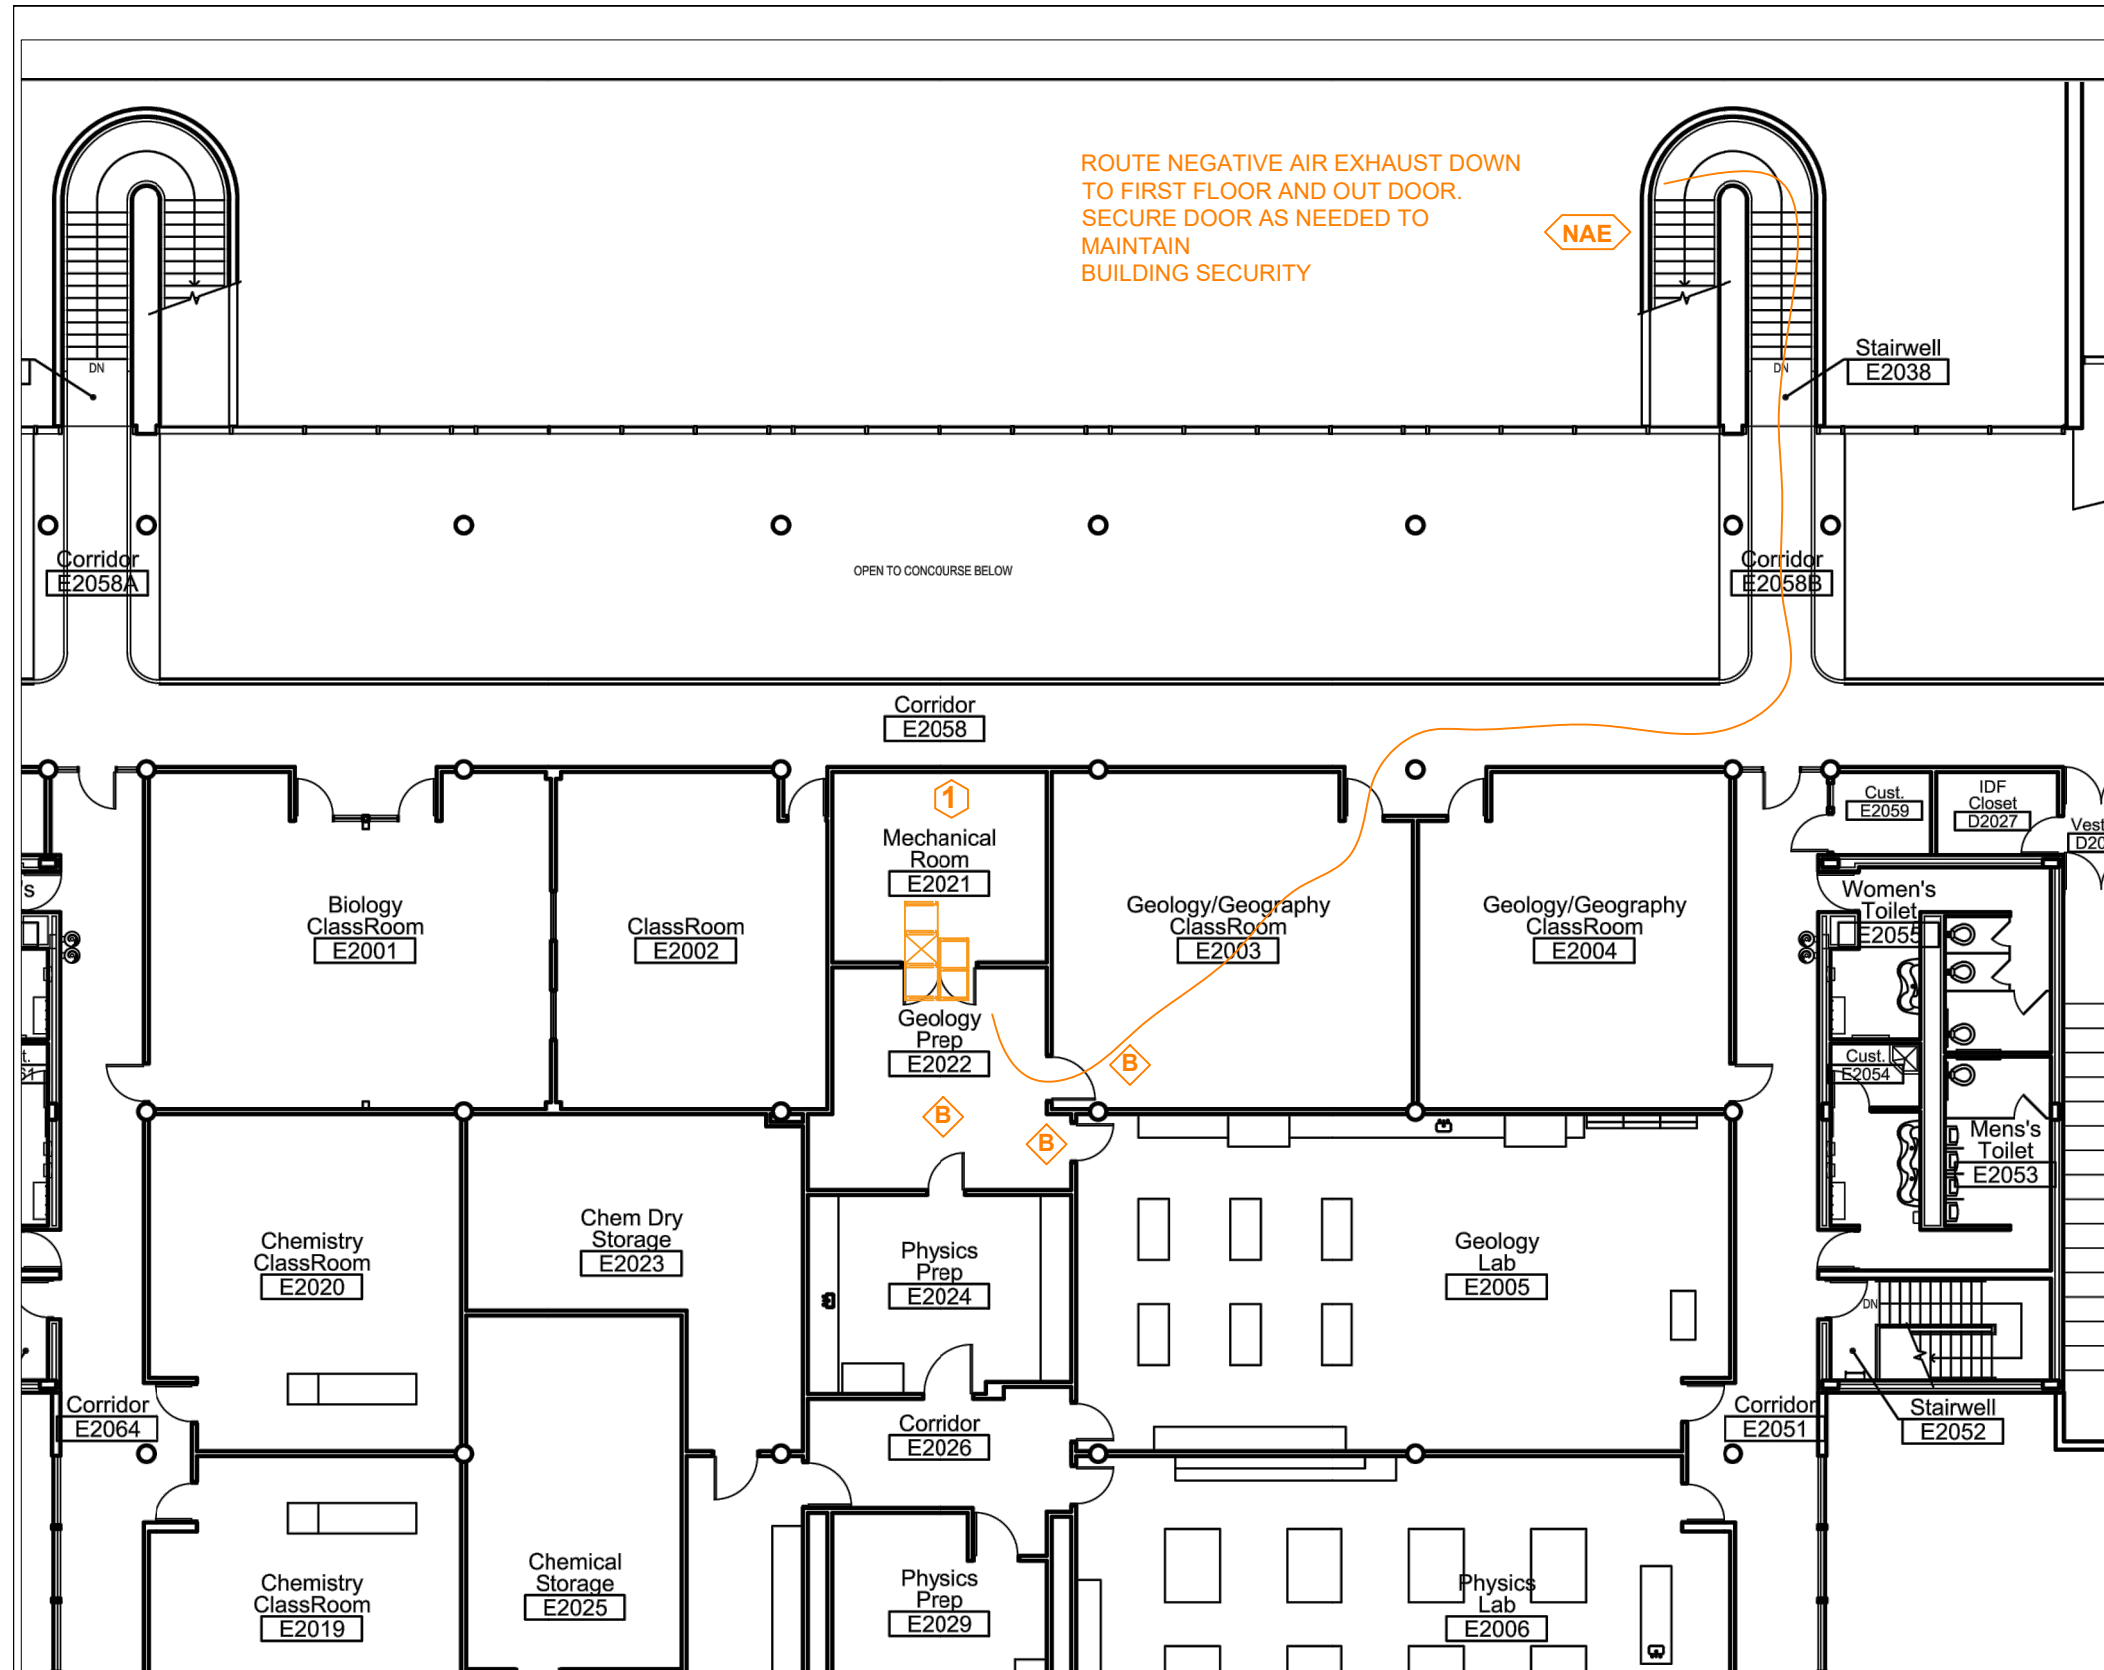 ROUTE NEGATIVE AIR EXHAUST DOWN
TO FIRST FLOOR AND OUT DOOR.
SECURE DOOR AS NEEDED TO
MAINTAIN
BUILDING SECURITY
NAE
DN
DN
Stairwell
E2038
Corridor
E2058A
OPEN TO CONCOURSE BELOW
Corridor
E2058B
Corridor
E2058
1
Mechanical
Room
E2021
Cust.
E2059
IDF
Closet
D2027
Vest
D20
's
Biology
ClassRoom
E2001
ClassRoom
E2002
Geology/Geography
ClassRoom
E2003
Geology/Geography
ClassRoom
E2004
Women's
Toilet
E2055
Geology
Prep
E2022
B
B
B
t.
61
Cust.
E2054
Mens's
Toilet
E2053
Chemistry
ClassRoom
E2020
Chem Dry
Storage
E2023
Physics
Prep
E2024
Geology
Lab
E2005
DN
Corridor
E2064
Corridor
E2026
Corridor
E2051
Stairwell
E2052
Chemistry
ClassRoom
E2019
Chemical
Storage
E2025
Physics
Prep
E2029
Physics
Lab
E2006